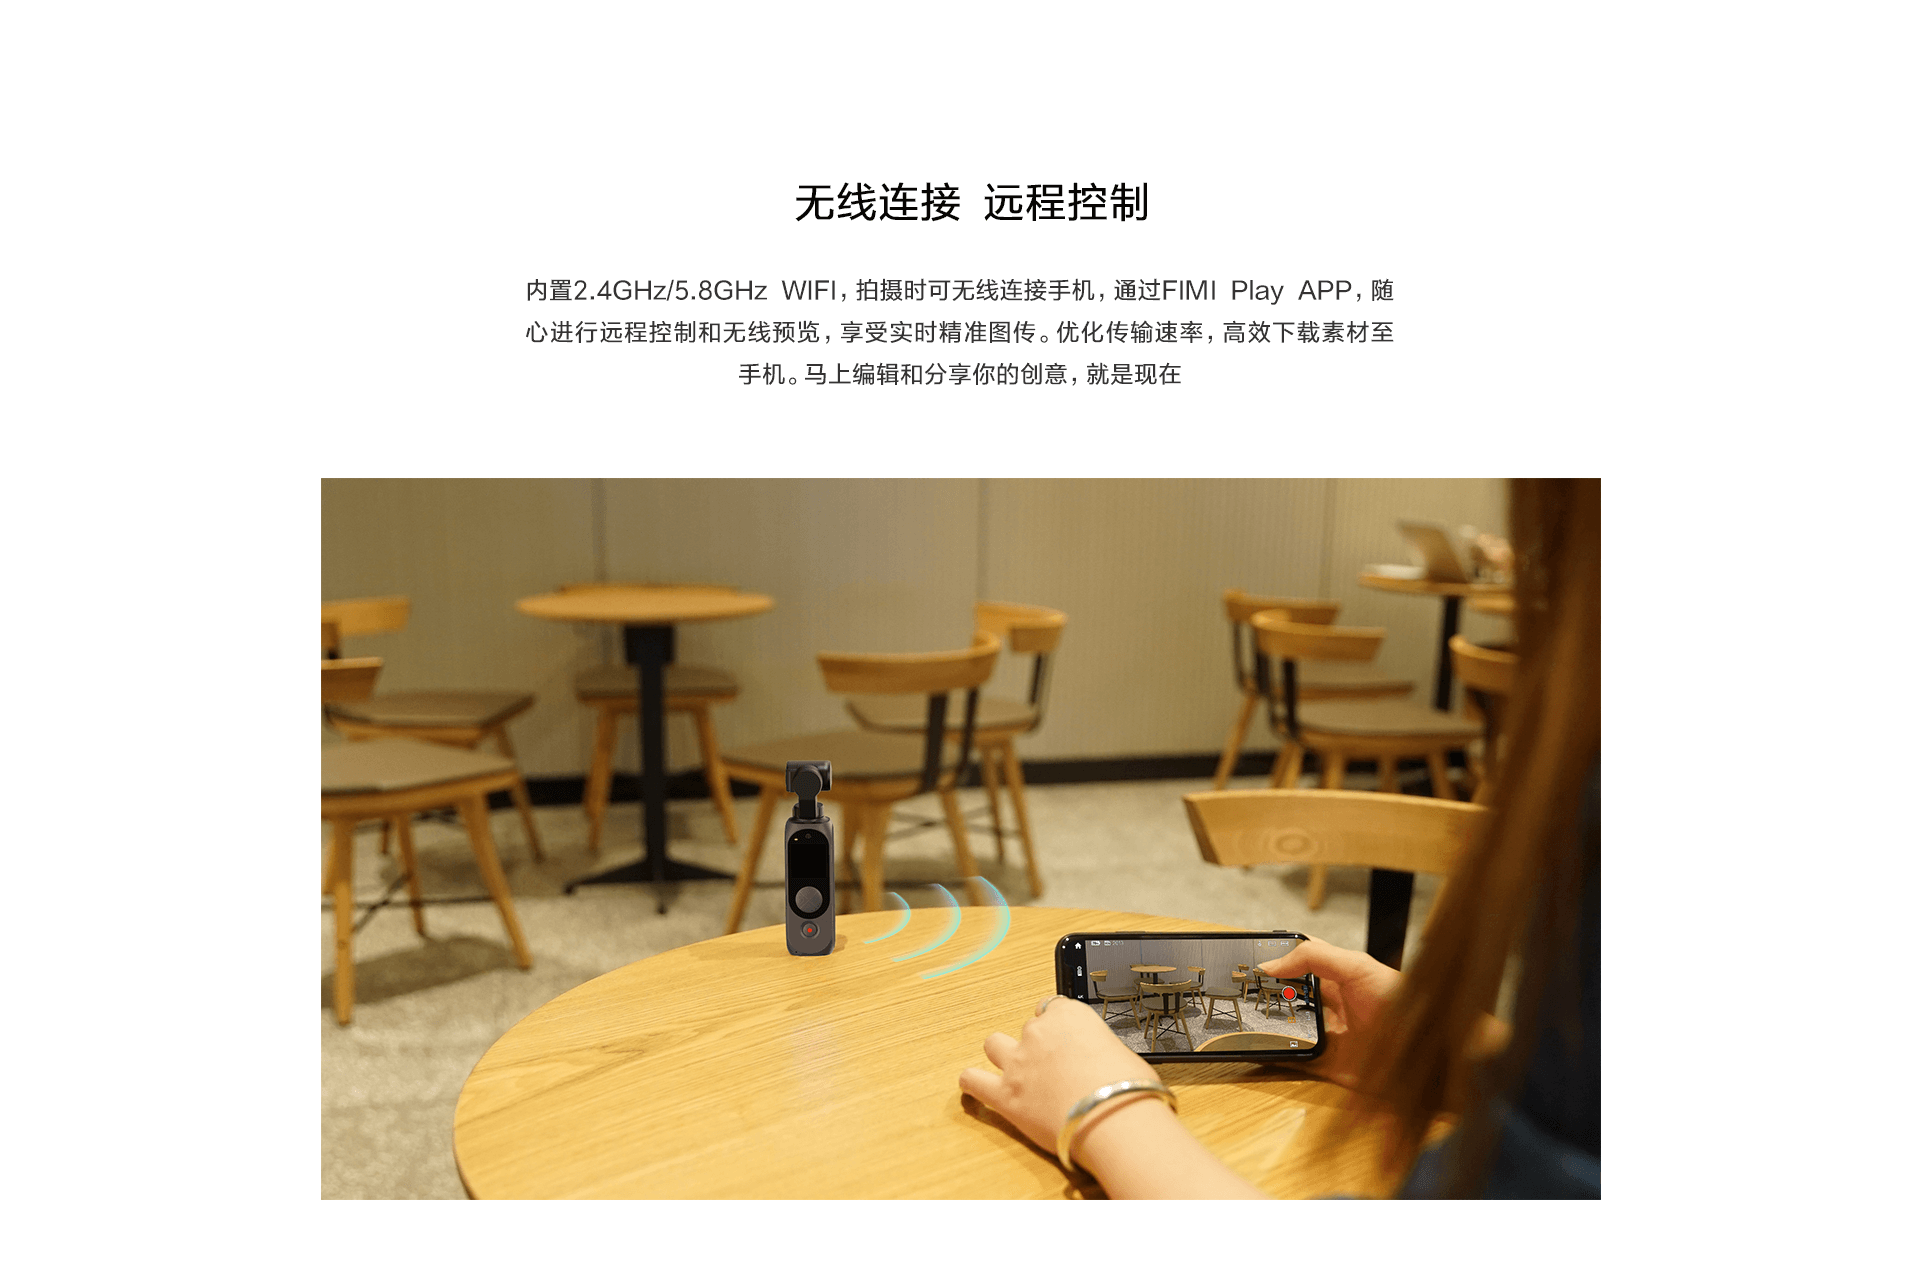 无线连接 远程控制
内置2.4GHz/5.8GHz WIFI，拍摄时可无线连接手机，通过FIMI Play APP，随
心进行远程控制和无线预览，享受实时精准图传。优化传输速率，高效下载素材至
手机。马上编辑和分享你的创意，就是现在